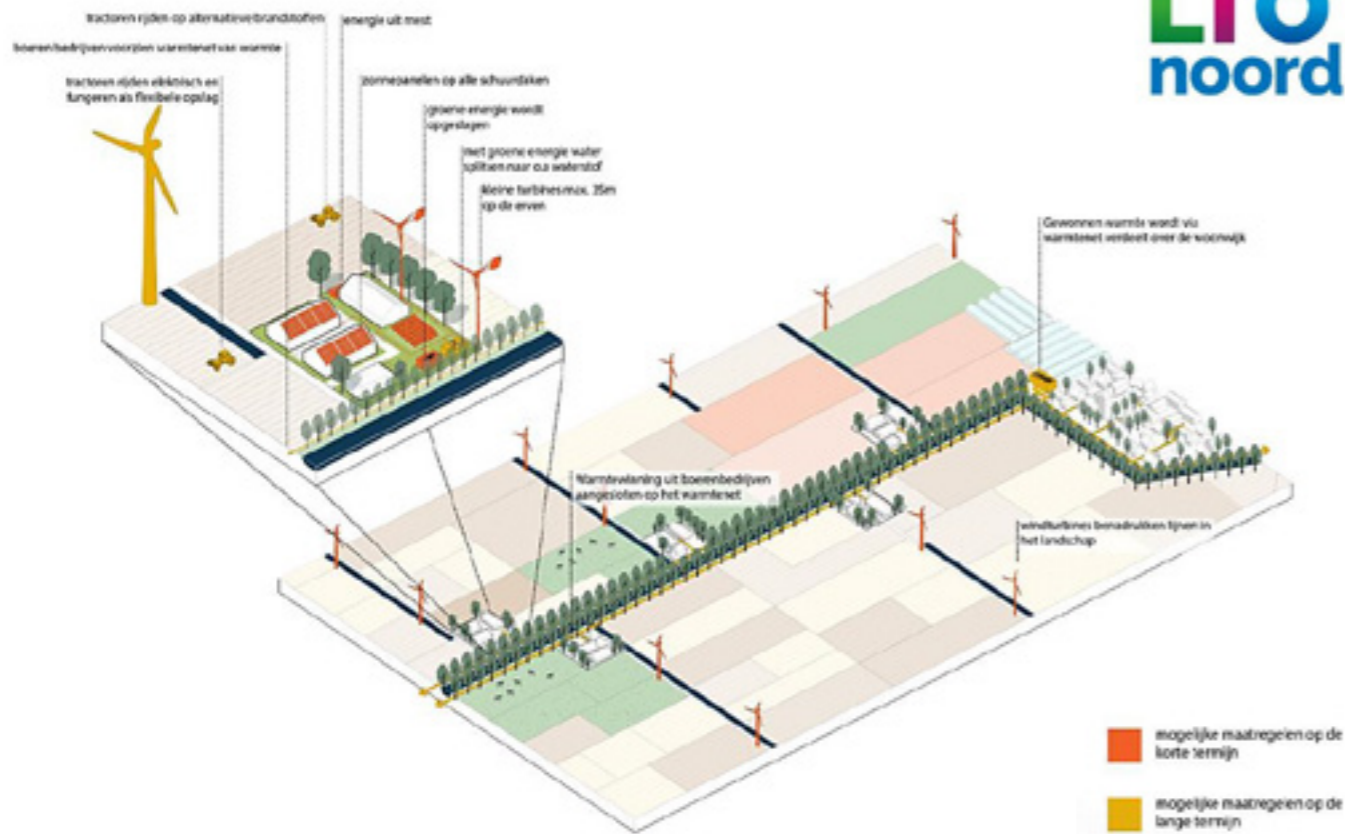 LTO
noord
tractoren rijden op alternatieve brandstoffen
energie uit mest
boeren bedrijven voorzien warmtenet van warmte
tractoren rijden elektrisch en
fungeren als flexibele opslag
zonnepanelen op alle schuurdaken
groene energie wordt
opgeslagen
met groene energie water
splitsen naar o.a waterstof
kleine turbines max. 15m
op de erven
Gewonnen warmte wordt via
warmtenet verdeelt over de woonwijk
Warmtewinning uit boerenbedrijven
aangesloten op het warmtenet
windturbines benadrukken lijnen in
het landschap
mogelijke maatregelen op de
korte termijn
mogelijke maatregelen op de
lange termijn